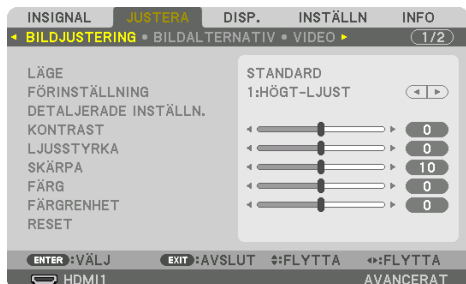 INSIGNAL JUSTERA DISP. INSTÄLLN INFO
BILDJUSTERING • BILDALTERNATIV • VIDEO 1/2
LÄGE STANDARD
FÖRINSTÄLLNING 1:HÖGT-LJUST
DETALJERADE INSTÄLLN.
KONTRAST 0
LJUSSTYRKA 0
SKÄRPA 10
FÄRG 0
FÄRGRENHET 0
RESET
ENTER:VÄLJ EXIT:AVSLUT :FLYTTA :FLYTTA
HDMI1 AVANCERAT